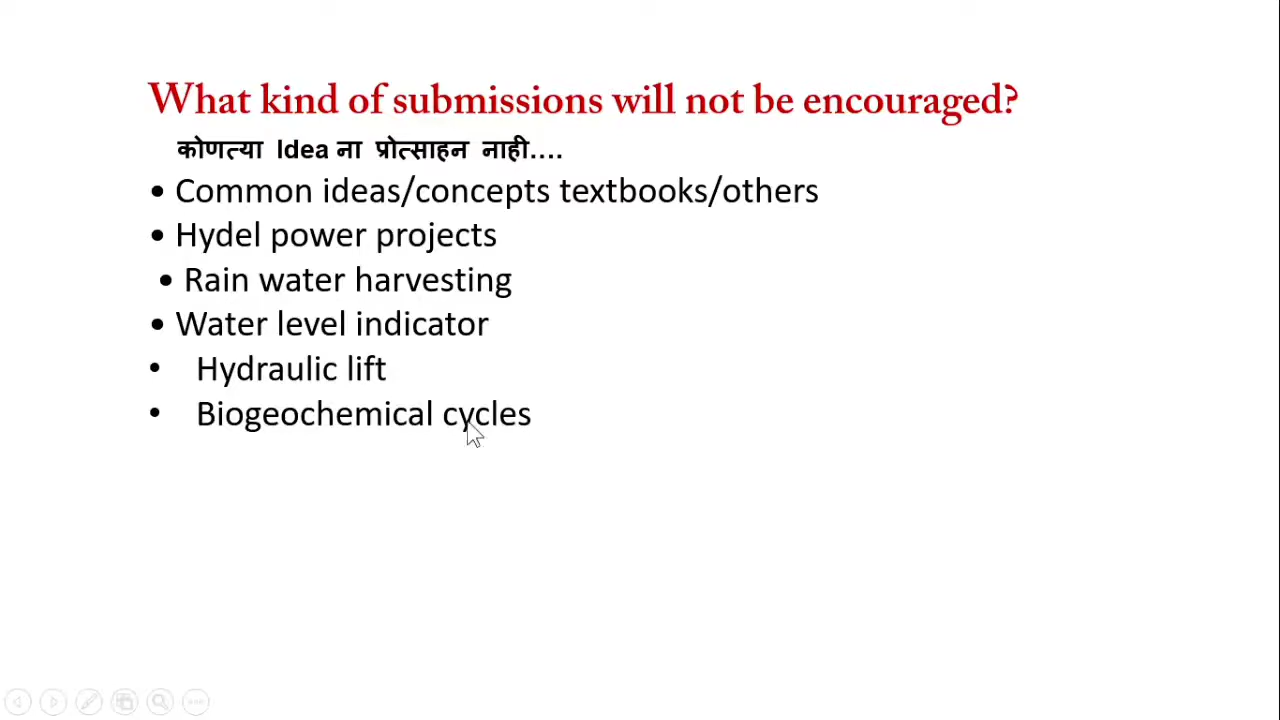 What kind of submissions will not be encouraged?
कोणत्या Idea ना प्रोत्साहन नाही....
• Common ideas/concepts textbooks/others
• Hydel power projects
• Rain water harvesting
• Water level indicator
• Hydraulic lift
• Biogeochemical cycles